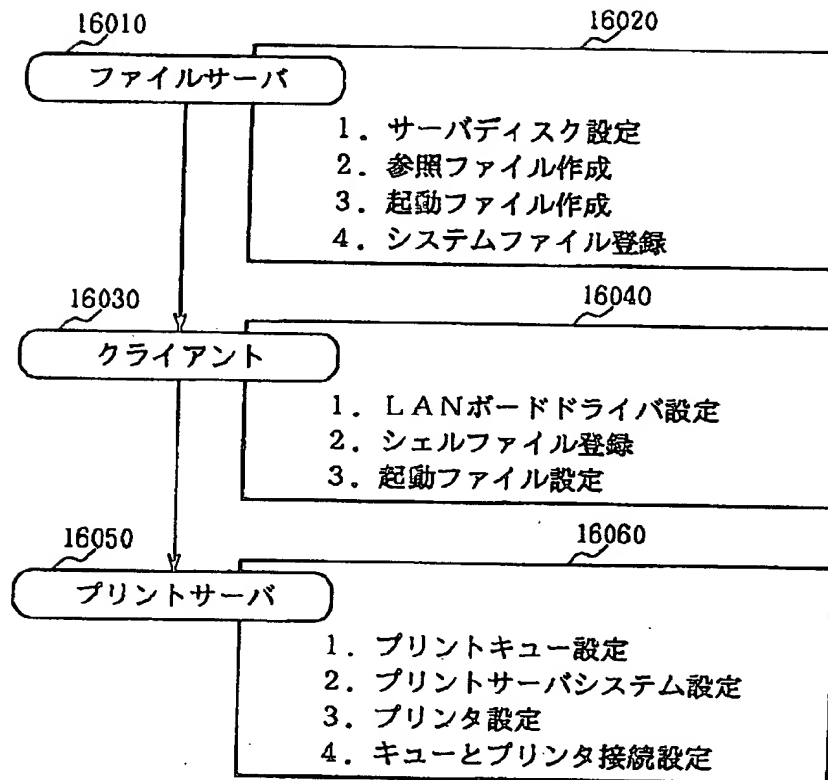 16010
16020
ファイルサーバ
1. サーバディスク設定
2. 参照ファイル作成
3. 起動ファイル作成
4. システムファイル登録
16030
16040
クライアント
1. LANボードドライバ設定
2. シェルファイル登録
3. 起動ファイル設定
16050
16060
プリントサーバ
1. プリントキュー設定
2. プリントサーバシステム設定
3. プリンタ設定
4. キューとプリンタ接続設定